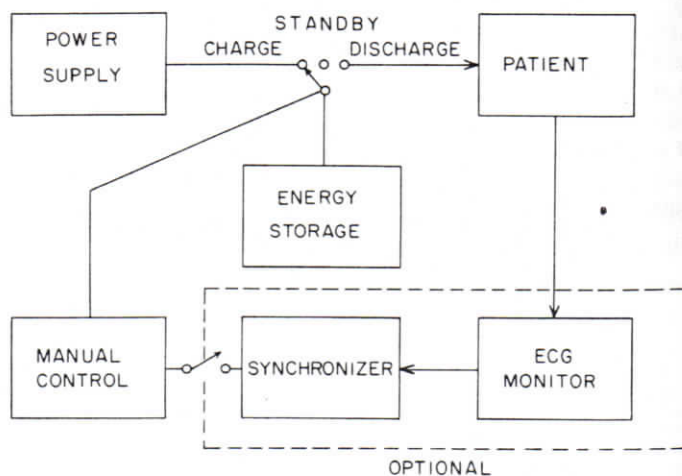 STANDBY
POWER
SUPPLY
CHARGE
DISCHARGE
PATIENT
ENERGY
STORAGE
MANUAL
CONTROL
SYNCHRONIZER
ECG
MONITOR
OPTIONAL